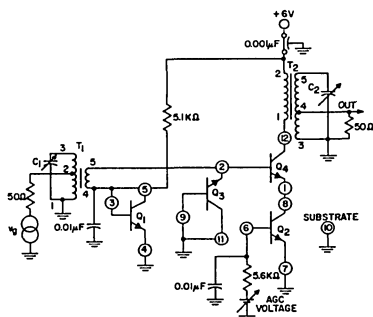 +6V
0.001µF
T2
2
5
C2
4
OUT
1
3
50Ω
5.1KΩ
12
C1
3
T1
5
2
2
Q4
4
5
Q3
1
1
8
50Ω
3
Q1
9
6
Q2
SUBSTRATE
10
0.01µF
4
11
7
vg
5.6KΩ
0.01µF
AGC
VOLTAGE